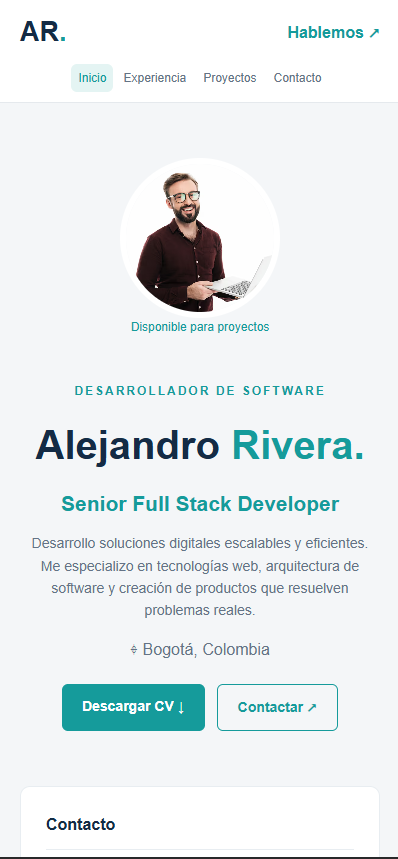 AR.
Hablemos ↗
Inicio Experiencia Proyectos Contacto
Disponible para proyectos
DESARROLLADOR DE SOFTWARE
Alejandro Rivera.
Senior Full Stack Developer
Desarrollo soluciones digitales escalables y eficientes.
Me especializo en tecnologías web, arquitectura de
software y creación de productos que resuelven
problemas reales.
Bogotá, Colombia
Descargar CV ↓
Contactar ↗
Contacto